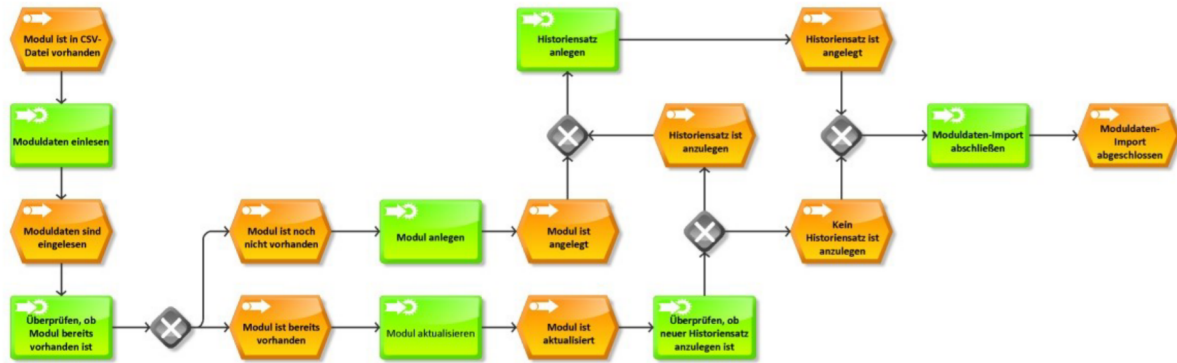 Modul ist in CSV-
Datei vorhanden
Moduldaten einlesen
Moduldaten sind
eingelesen
Überprüfen, ob
Modul bereits
vorhanden ist
Modul ist noch
nicht vorhanden
Modul anlegen
Modul ist
angelegt
Modul ist bereits
vorhanden
Modul aktualisieren
Modul ist
aktualisiert
Überprüfen, ob
neuer Historiensatz
anzulegen ist
Historiensatz ist
anzulegen
Kein
Historiensatz ist
anzulegen
Historiensatz
anlegen
Historiensatz ist
angelegt
Moduldaten-Import
abschließen
Moduldaten-
Import
abgeschlossen